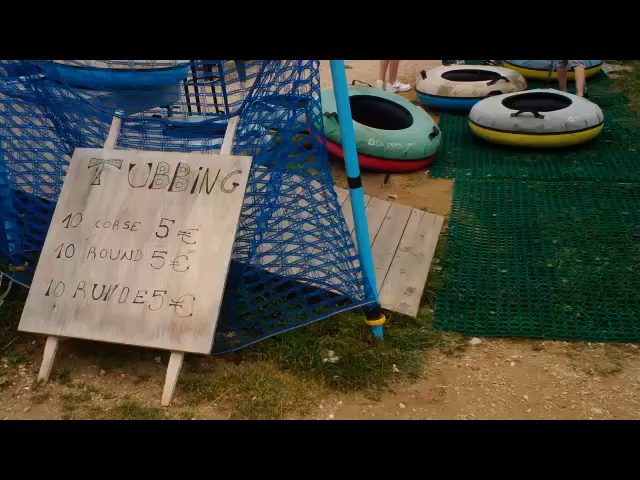 TUBBiNG
10 CORSE 5 €
10 ROUND 5 €
10 RUNDE 5 €